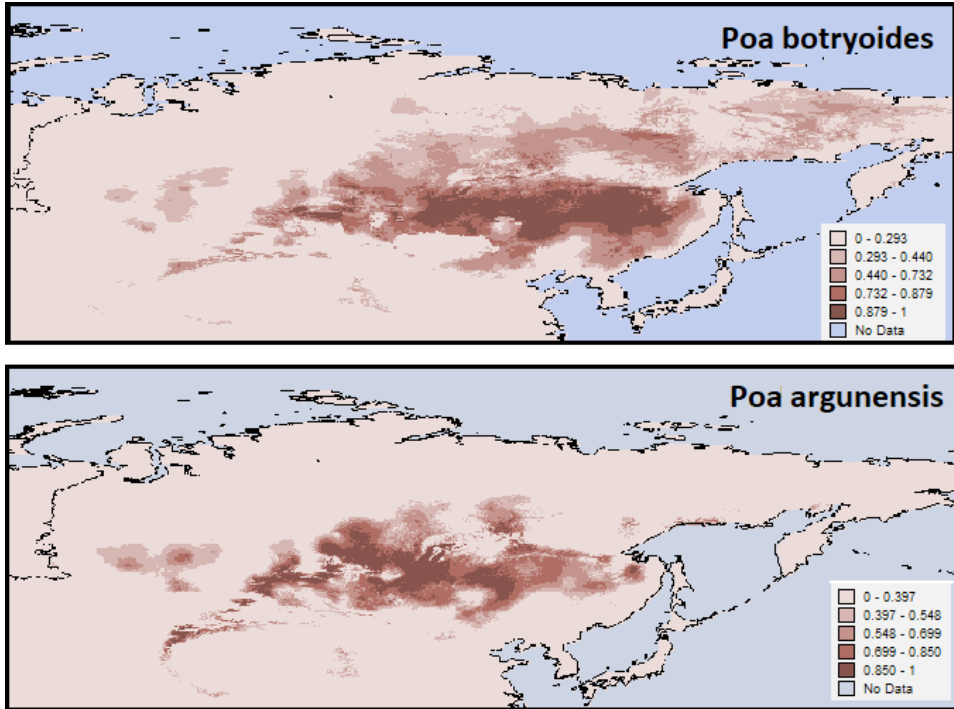 Poa botryoides
0 - 0.293
0.293 - 0.440
0.440 - 0.732
0.732 - 0.879
0.879 - 1
No Data
Poa argunensis
0 - 0.397
0.397 - 0.548
0.548 - 0.699
0.699 - 0.850
0.850 - 1
No Data